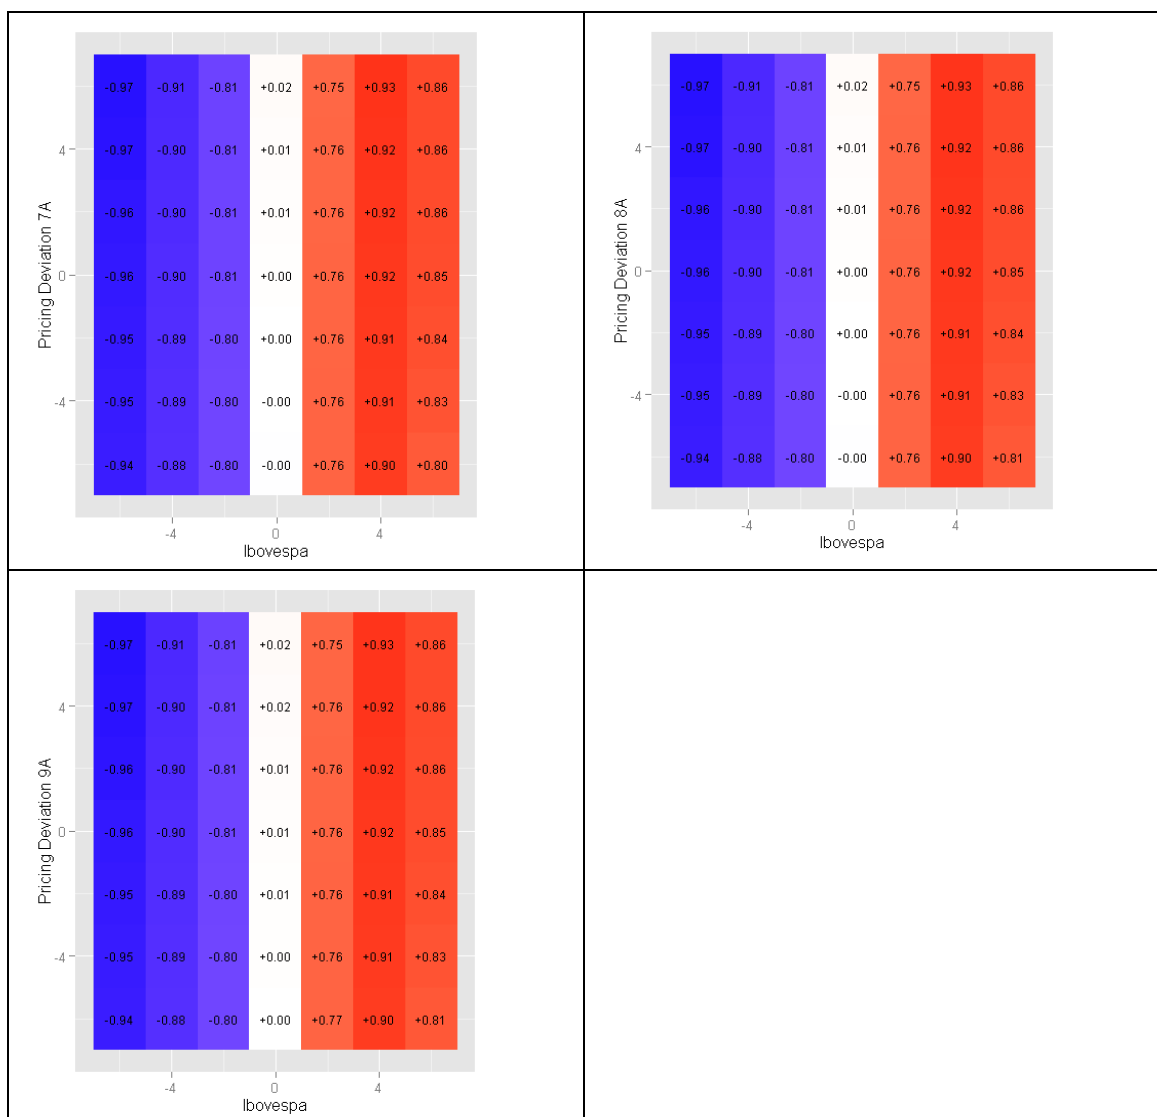 -0.97 -0.91 -0.81 +0.02 +0.75 +0.93 +0.86
4 -0.97 -0.90 -0.81 +0.01 +0.76 +0.92 +0.86
-0.96 -0.90 -0.81 +0.01 +0.76 +0.92 +0.86
0 -0.96 -0.90 -0.81 +0.00 +0.76 +0.92 +0.85
-0.95 -0.89 -0.80 +0.00 +0.76 +0.91 +0.84
-4 -0.95 -0.89 -0.80 -0.00 +0.76 +0.91 +0.83
-0.94 -0.88 -0.80 -0.00 +0.76 +0.90 +0.80
Pricing Deviation 7A
-4 0 4
Ibovespa
-0.97 -0.91 -0.81 +0.02 +0.75 +0.93 +0.86
4 -0.97 -0.90 -0.81 +0.01 +0.76 +0.92 +0.86
-0.96 -0.90 -0.81 +0.01 +0.76 +0.92 +0.86
0 -0.96 -0.90 -0.81 +0.00 +0.76 +0.92 +0.85
-0.95 -0.89 -0.80 +0.00 +0.76 +0.91 +0.84
-4 -0.95 -0.89 -0.80 -0.00 +0.76 +0.91 +0.83
-0.94 -0.88 -0.80 -0.00 +0.76 +0.90 +0.81
Pricing Deviation 8A
-4 0 4
Ibovespa
-0.97 -0.91 -0.81 +0.02 +0.75 +0.93 +0.86
4 -0.97 -0.90 -0.81 +0.02 +0.76 +0.92 +0.86
-0.96 -0.90 -0.81 +0.01 +0.76 +0.92 +0.86
0 -0.96 -0.90 -0.81 +0.01 +0.76 +0.92 +0.85
-0.95 -0.89 -0.80 +0.01 +0.76 +0.91 +0.84
-4 -0.95 -0.89 -0.80 +0.00 +0.76 +0.91 +0.83
-0.94 -0.88 -0.80 +0.00 +0.77 +0.90 +0.81
Pricing Deviation 9A
-4 0 4
Ibovespa